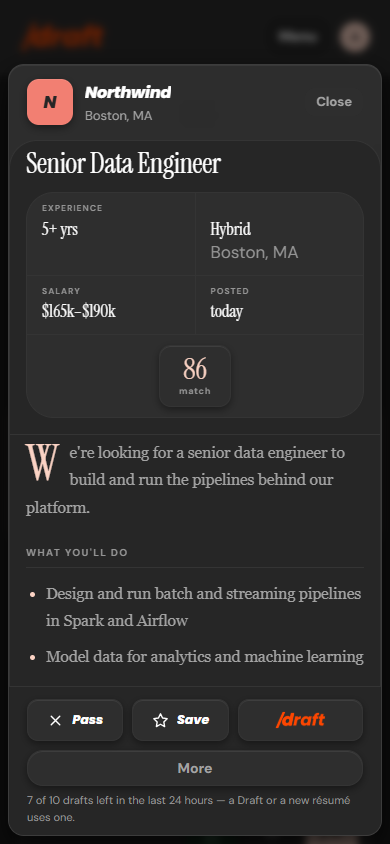 /draft
Menu
N
Northwind
Boston, MA
Close
Senior Data Engineer
EXPERIENCE
5+ yrs
Hybrid
Boston, MA
SALARY
$165k–$190k
POSTED
today
86
match
We're looking for a senior data engineer to
build and run the pipelines behind our
platform.
WHAT YOU'LL DO
• Design and run batch and streaming pipelines
in Spark and Airflow
• Model data for analytics and machine learning
Pass
Save
/draft
More
7 of 10 drafts left in the last 24 hours — a Draft or a new résumé
uses one.